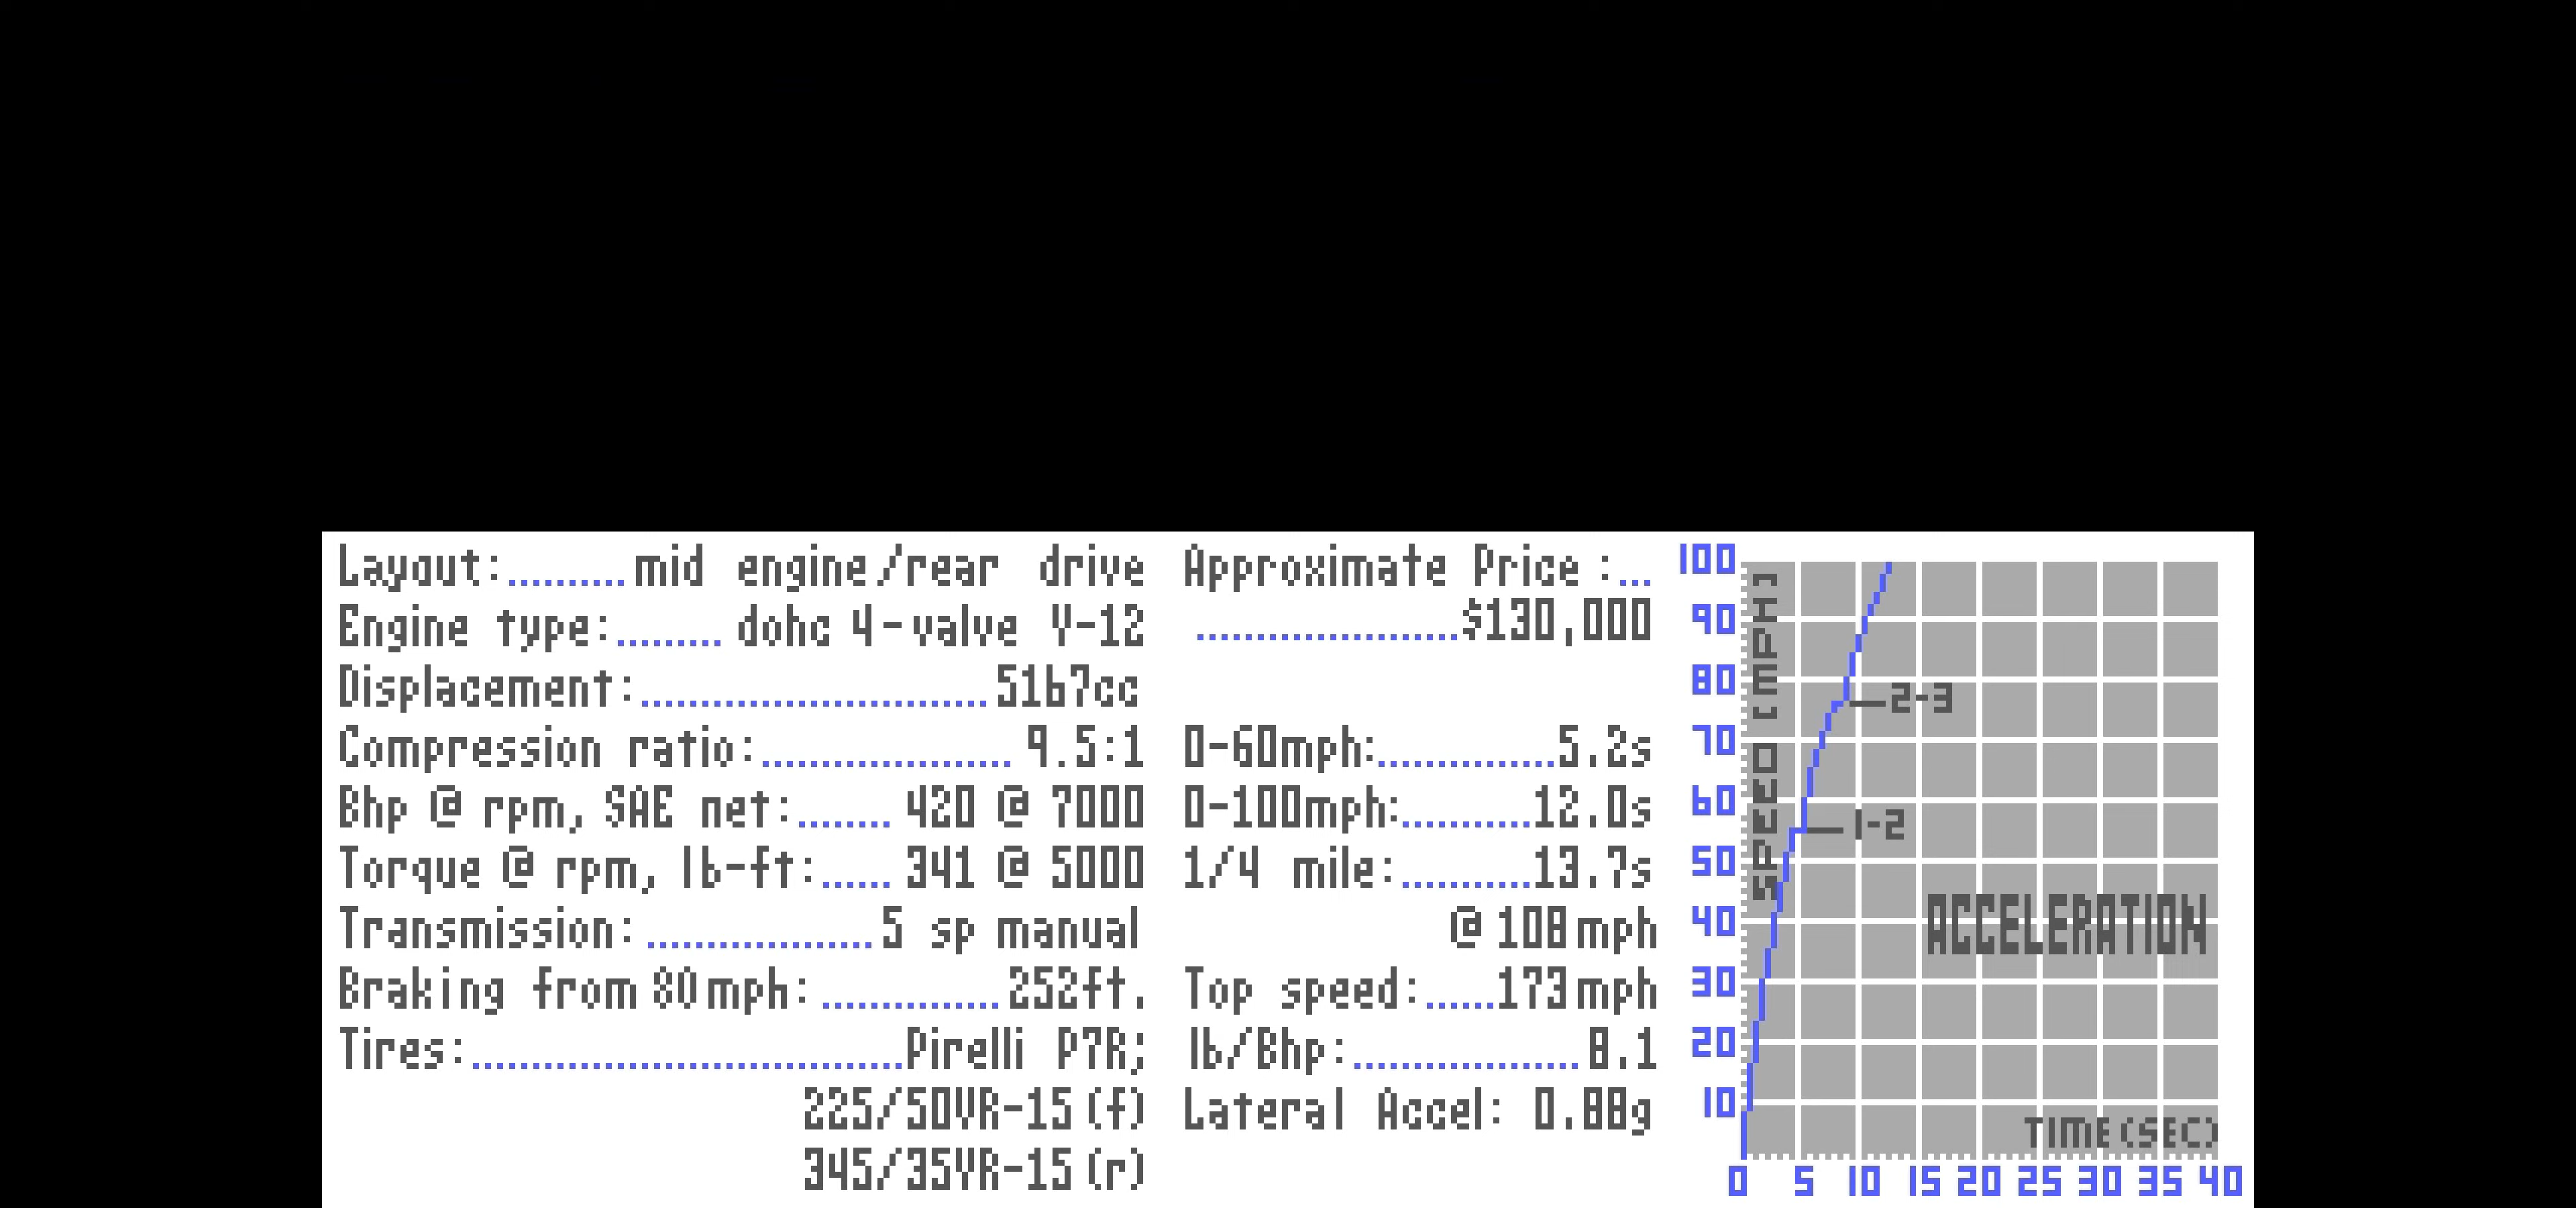 Layout:..........mid engine/rear drive
Engine type:.........dohc 4-valve V-12
Displacement:.............................5167cc
Compression ratio:.....................9.5:1
Bhp @ rpm, SAE net:........420 @ 7000
Torque @ rpm, lb-ft:......341 @ 5000
Transmission:...................5 sp manual
Braking from 80mph:...............252ft.
Tires:....................................Pirelli P7R;
225/50VR-15(f)
345/35VR-15(r)
Approximate Price:...
......................$130,000
0-60mph:...............5.2s
0-100mph:...........12.0s
1/4 mile:...........13.7s
@ 108mph
Top speed:......173mph
lb/Bhp:...................8.1
Lateral Accel: 0.88g
100
90
80
70
60
50
40
30
20
10
SPEED (MPH)
2-3
1-2
ACCELERATION
TIME(SEC)
0 5 10 15 20 25 30 35 40